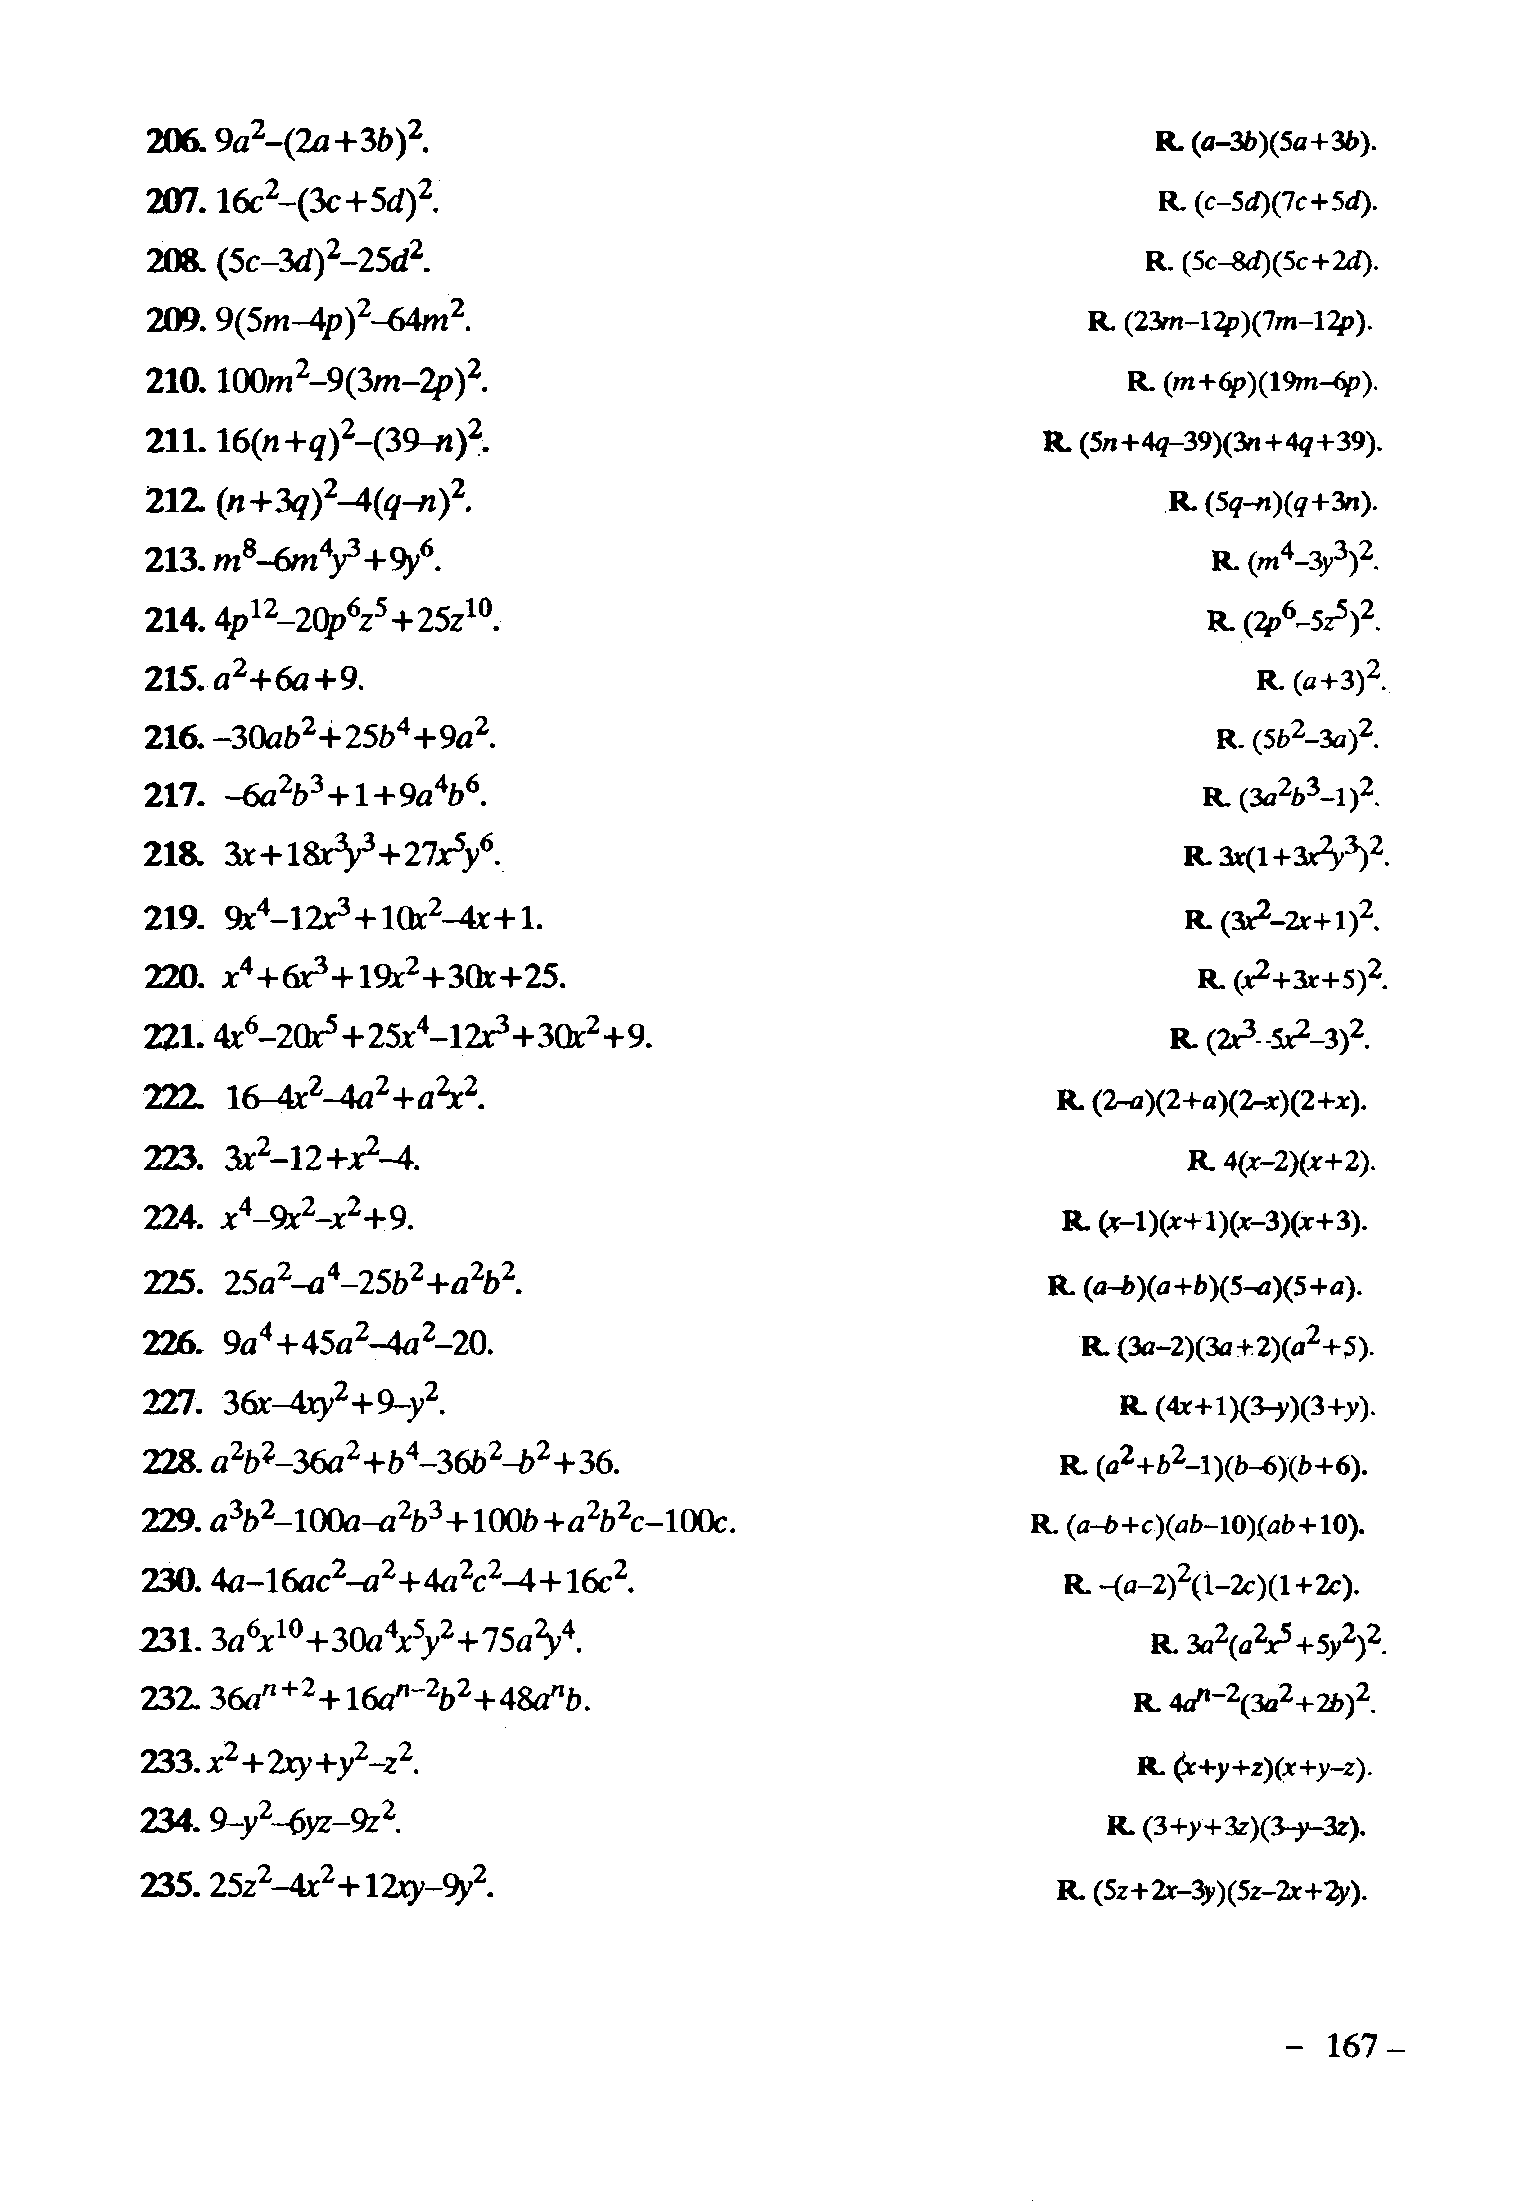 206. 9a²–(2a+3b)². R. (a–3b)(5a+3b).
207. 16c²–(3c+5d)². R. (c–5d)(7c+5d).
208. (5c–3d)²–25d². R. (5c–8d)(5c+2d).
209. 9(5m–4p)²–64m². R. (23m–12p)(7m–12p).
210. 100m²–9(3m–2p)². R. (m+6p)(19m–6p).
211. 16(n+q)²–(39–n)². R. (5n+4q–39)(3n+4q+39).
212. (n+3q)²–4(q–n)². R. (5q–n)(q+3n).
213. m⁸–6m⁴y³+9y⁶. R. (m⁴–3y³)².
214. 4p¹²–20p⁶z⁵+25z¹⁰. R. (2p⁶–5z⁵)².
215. a²+6a+9. R. (a+3)².
216. –30ab²+25b⁴+9a². R. (5b²–3a)².
217. –6a²b³+1+9a⁴b⁶. R. (3a²b³–1)².
218. 3x+18x³y³+27x⁵y⁶. R. 3x(1+3x²y³)².
219. 9x⁴–12x³+10x²–4x+1. R. (3x²–2x+1)².
220. x⁴+6x³+19x²+30x+25. R. (x²+3x+5)².
221. 4x⁶–20x⁵+25x⁴–12x³+30x²+9. R. (2x³–5x²–3)².
222. 16–4x²–4a²+a²x². R. (2–a)(2+a)(2–x)(2+x).
223. 3x²–12+x²–4. R. 4(x–2)(x+2).
224. x⁴–9x²–x²+9. R. (x–1)(x+1)(x–3)(x+3).
225. 25a²–a⁴–25b²+a²b². R. (a–b)(a+b)(5–a)(5+a).
226. 9a⁴+45a²–4a²–20. R. (3a–2)(3a+2)(a²+5).
227. 36x–4xy²+9–y². R. (4x+1)(3–y)(3+y).
228. a²b²–36a²+b⁴–36b²–b²+36. R. (a²+b²–1)(b–6)(b+6).
229. a³b²–100a–a²b³+100b+a²b²c–100c. R. (a–b+c)(ab–10)(ab+10).
230. 4a–16ac²–a²+4a²c²–4+16c². R. –(a–2)²(1–2c)(1+2c).
231. 3a⁶x¹⁰+30a⁴x⁵y²+75a²y⁴. R. 3a²(a²x⁵+5y²)².
232. 36aⁿ⁺²+16aⁿ⁻²b²+48aⁿb. R. 4aⁿ⁻²(3a²+2b)².
233. x²+2xy+y²–z². R. (x+y+z)(x+y–z).
234. 9–y²–6yz–9z². R. (3+y+3z)(3–y–3z).
235. 25z²–4x²+12xy–9y². R. (5z+2x–3y)(5z–2x+2y).
– 167 –